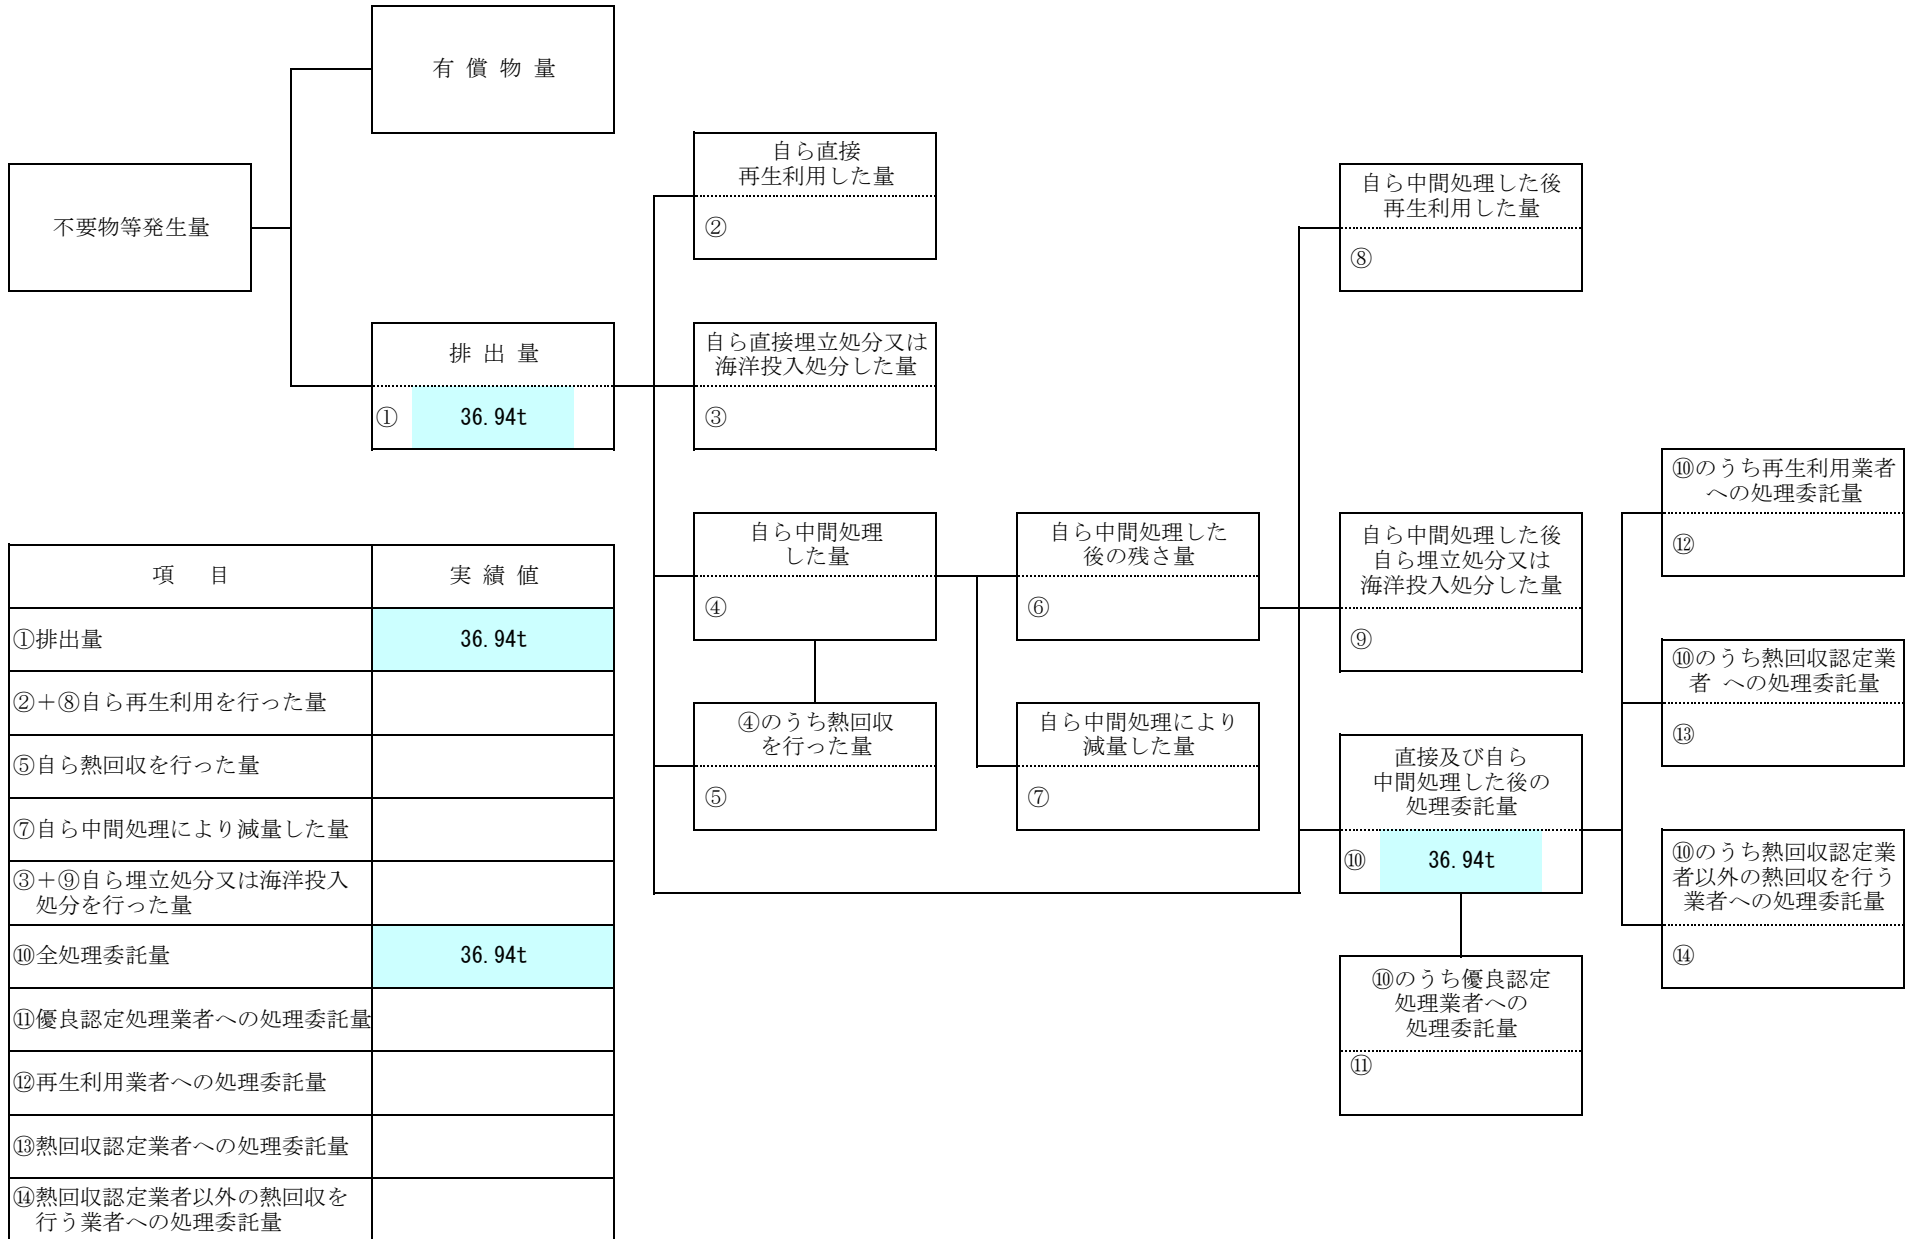 有 償 物 量
不要物等発生量
排 出 量
① 36.94t
自ら直接
再生利用した量
②
自ら直接埋立処分又は
海洋投入処分した量
③
自ら中間処理
した量
④
④のうち熱回収
を行った量
⑤
自ら中間処理した
後の残さ量
⑥
自ら中間処理により
減量した量
⑦
自ら中間処理した後
再生利用した量
⑧
自ら中間処理した後
自ら埋立処分又は
海洋投入処分した量
⑨
直接及び自ら
中間処理した後の
処理委託量
⑩ 36.94t
⑩のうち優良認定
処理業者への
処理委託量
⑪
⑩のうち再生利用業者
への処理委託量
⑫
⑩のうち熱回収認定業
者 への処理委託量
⑬
⑩のうち熱回収認定業
者以外の熱回収を行う
業者への処理委託量
⑭
項 目 実 績 値
①排出量 36.94t
②＋⑧自ら再生利用を行った量
⑤自ら熱回収を行った量
⑦自ら中間処理により減量した量
③＋⑨自ら埋立処分又は海洋投入
処分を行った量
⑩全処理委託量 36.94t
⑪優良認定処理業者への処理委託量
⑫再生利用業者への処理委託量
⑬熱回収認定業者への処理委託量
⑭熱回収認定業者以外の熱回収を
行う業者への処理委託量